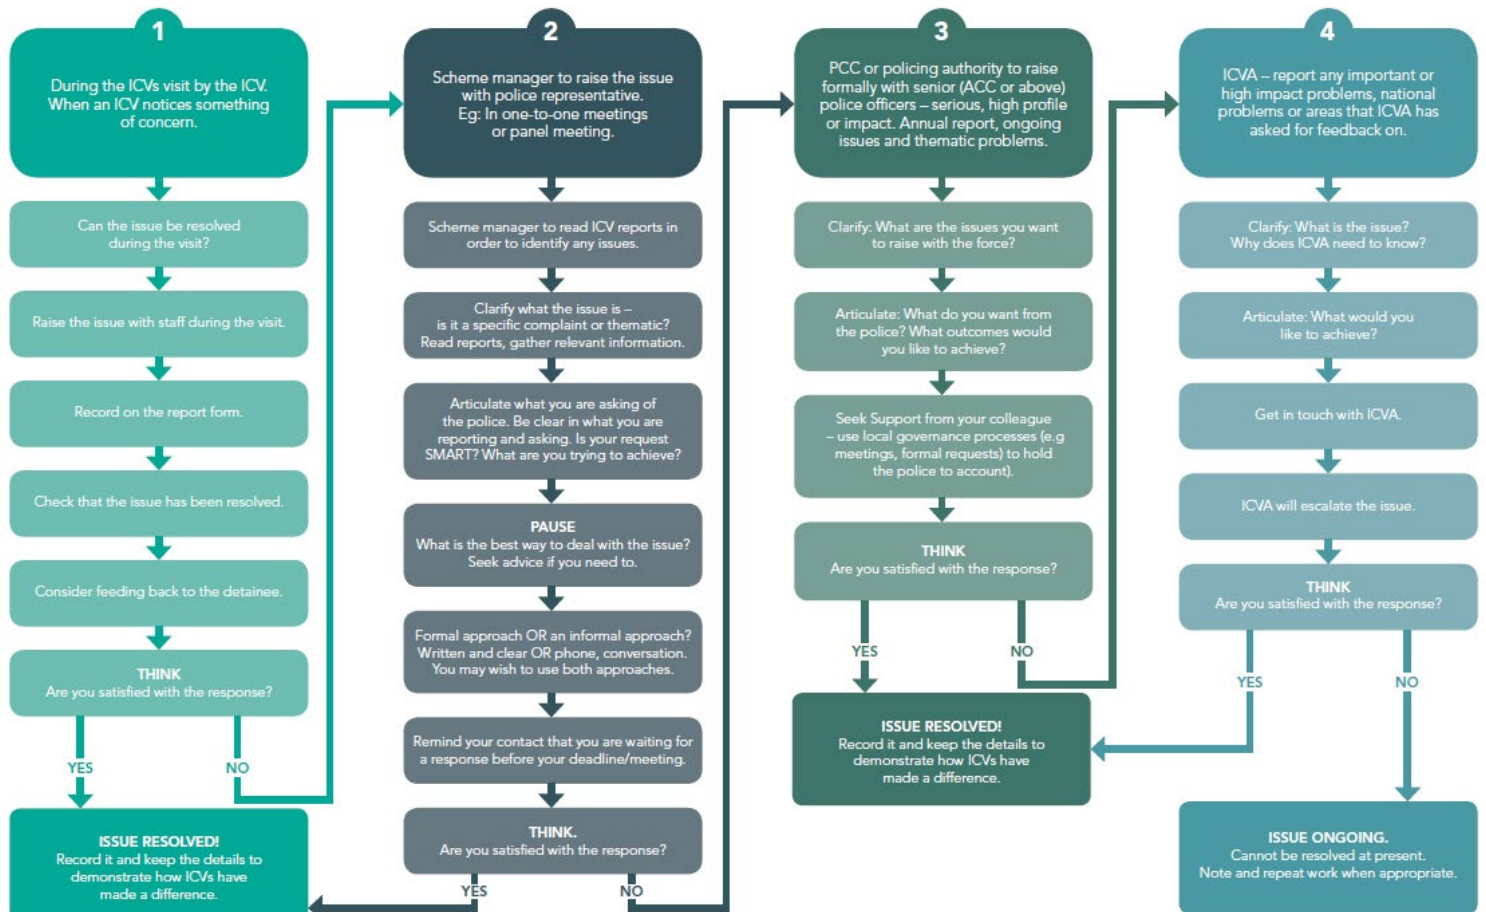 1
During the ICVs visit by the ICV.
When an ICV notices something
of concern.
Can the issue be resolved
during the visit?
Raise the issue with staff during the visit.
Record on the report form.
Check that the issue has been resolved.
Consider feeding back to the detainee.
THINK
Are you satisfied with the response?
YES
NO
ISSUE RESOLVED!
Record it and keep the details to
demonstrate how ICVs have
made a difference.
2
Scheme manager to raise the issue
with police representative.
Eg: In one-to-one meetings
or panel meeting.
Scheme manager to read ICV reports in
order to identify any issues.
Clarify what the issue is –
is it a specific complaint or thematic?
Read reports, gather relevant information.
Articulate what you are asking of
the police. Be clear in what you are
reporting and asking. Is your request
SMART? What are you trying to achieve?
PAUSE
What is the best way to deal with the issue?
Seek advice if you need to.
Formal approach OR an informal approach?
Written and clear OR phone, conversation.
You may wish to use both approaches.
Remind your contact that you are waiting for
a response before your deadline/meeting.
THINK.
Are you satisfied with the response?
YES
NO
3
PCC or policing authority to raise
formally with senior (ACC or above)
police officers – serious, high profile
or impact. Annual report, ongoing
issues and thematic problems.
Clarify: What are the issues you want
to raise with the force?
Articulate: What do you want from
the police? What outcomes would
you like to achieve?
Seek Support from your colleague
– use local governance processes (e.g
meetings, formal requests) to hold
the police to account).
THINK
Are you satisfied with the response?
YES
NO
ISSUE RESOLVED!
Record it and keep the details to
demonstrate how ICVs have
made a difference.
4
ICVA – report any important or
high impact problems, national
problems or areas that ICVA has
asked for feedback on.
Clarify: What is the issue?
Why does ICVA need to know?
Articulate: What would you
like to achieve?
Get in touch with ICVA.
ICVA will escalate the issue.
THINK
Are you satisfied with the response?
YES
NO
ISSUE ONGOING.
Cannot be resolved at present.
Note and repeat work when appropriate.